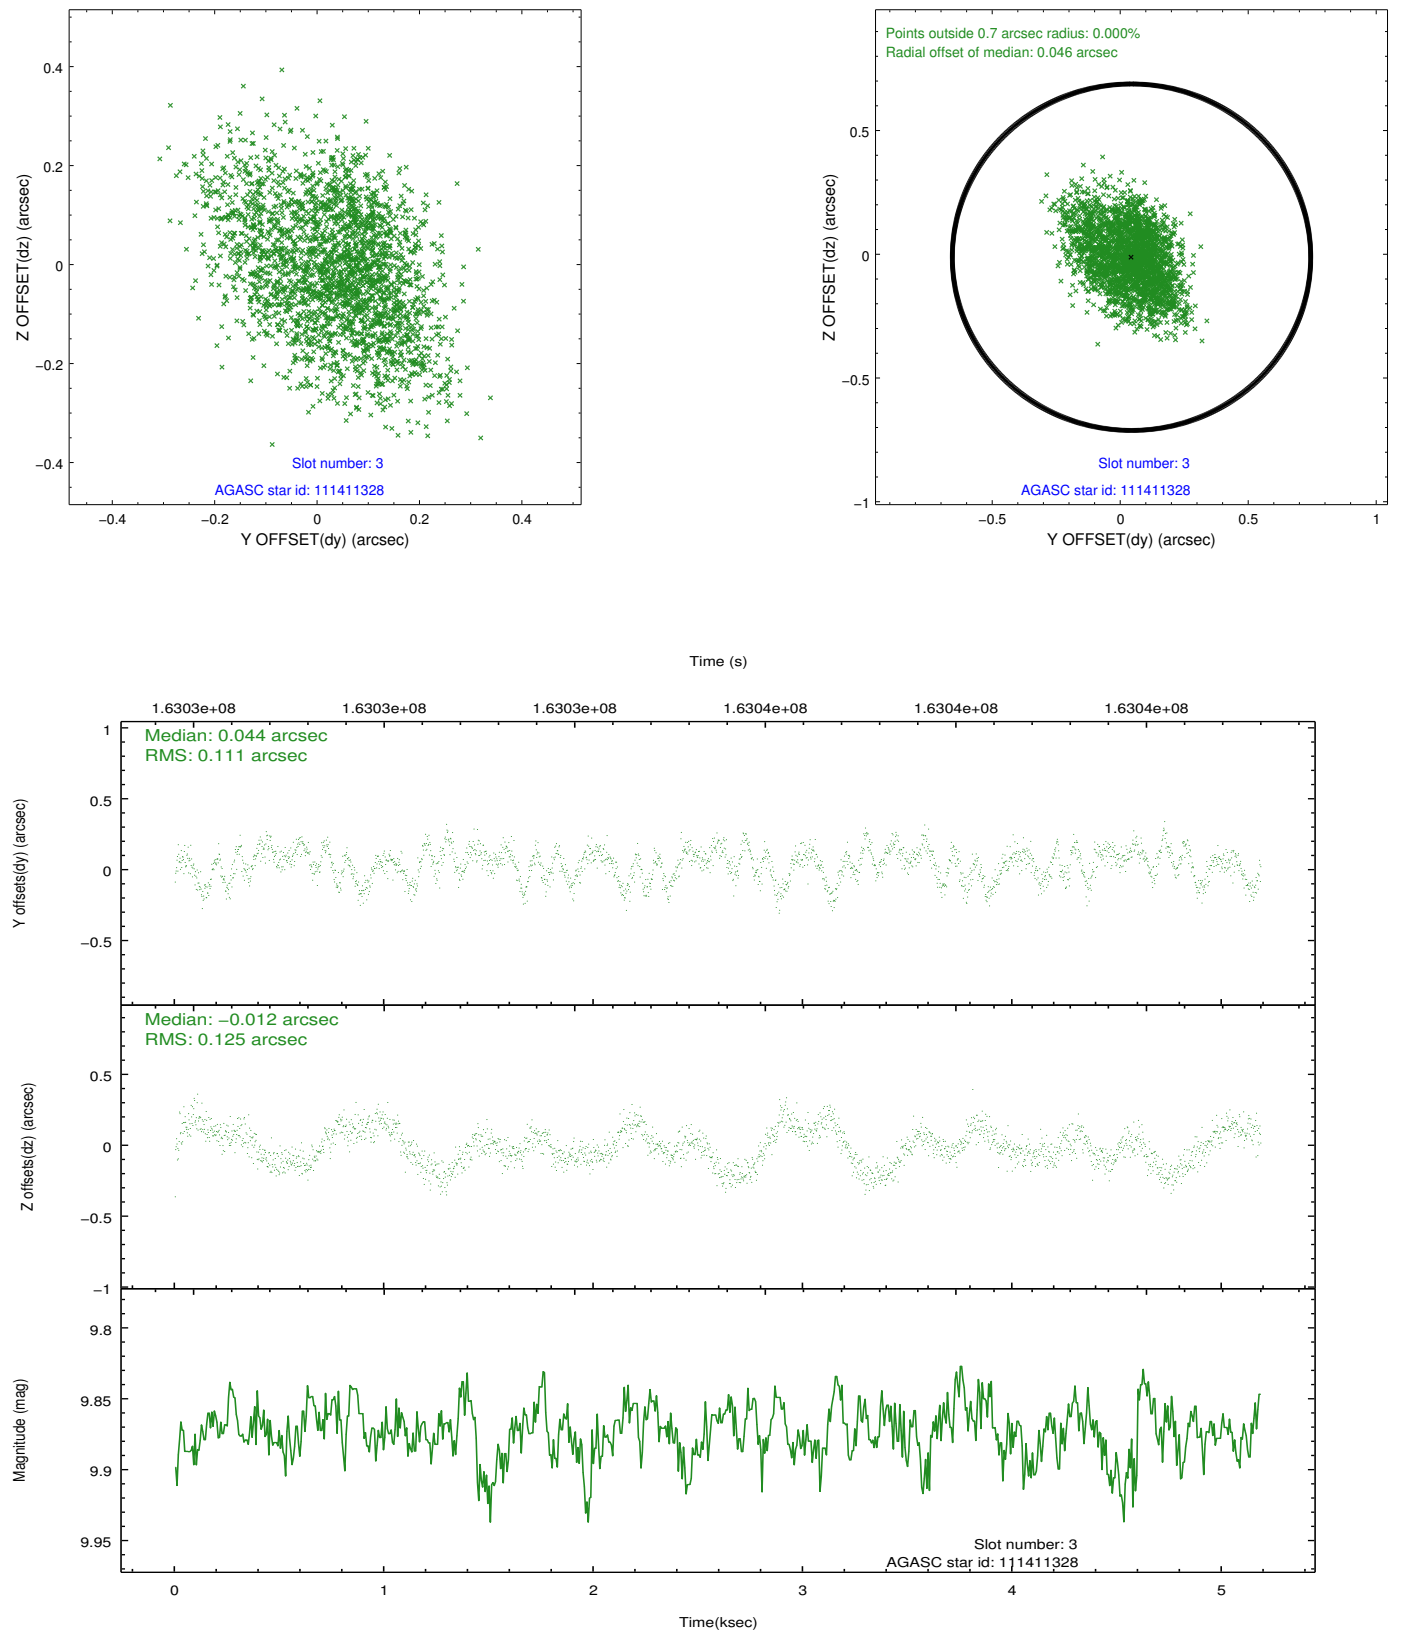 0.4
0.2
0
−0.2
−0.4
Z OFFSET(dz) (arcsec)
Slot number: 3
AGASC star id: 111411328
−0.4
−0.2
0
0.2
0.4
Y OFFSET(dy) (arcsec)
Points outside 0.7 arcsec radius: 0.000%
Radial offset of median: 0.046 arcsec
0.5
0
−0.5
−1
Z OFFSET(dz) (arcsec)
Slot number: 3
AGASC star id: 111411328
−0.5
0
0.5
1
Y OFFSET(dy) (arcsec)
Time (s)
1.6303e+08
1.6303e+08
1.6303e+08
1.6304e+08
1.6304e+08
1.6304e+08
Median: 0.044 arcsec
RMS: 0.111 arcsec
1
0.5
0
−0.5
Y offsets(dy) (arcsec)
Median: −0.012 arcsec
RMS: 0.125 arcsec
0.5
0
−0.5
−1
Z offsets(dz) (arcsec)
9.8
9.85
9.9
9.95
Magnitude (mag)
Slot number: 3
AGASC star id: 111411328
0
1
2
3
4
5
Time(ksec)